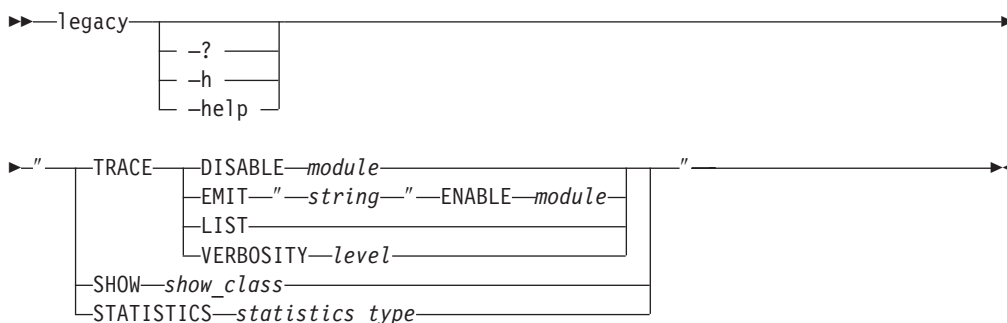 legacy
-?
-h
-help
" TRACE DISABLE module "
EMIT " string " ENABLE module
LIST
VERBOSITY level
SHOW show_class
STATISTICS statistics type